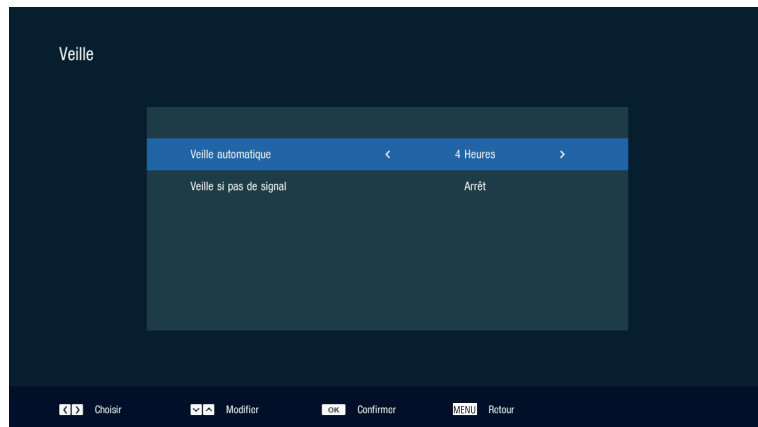 Veille
Veille automatique < 4 Heures >
Veille si pas de signal Arrêt
Choisir Modifier OK Confirmer MENU Retour